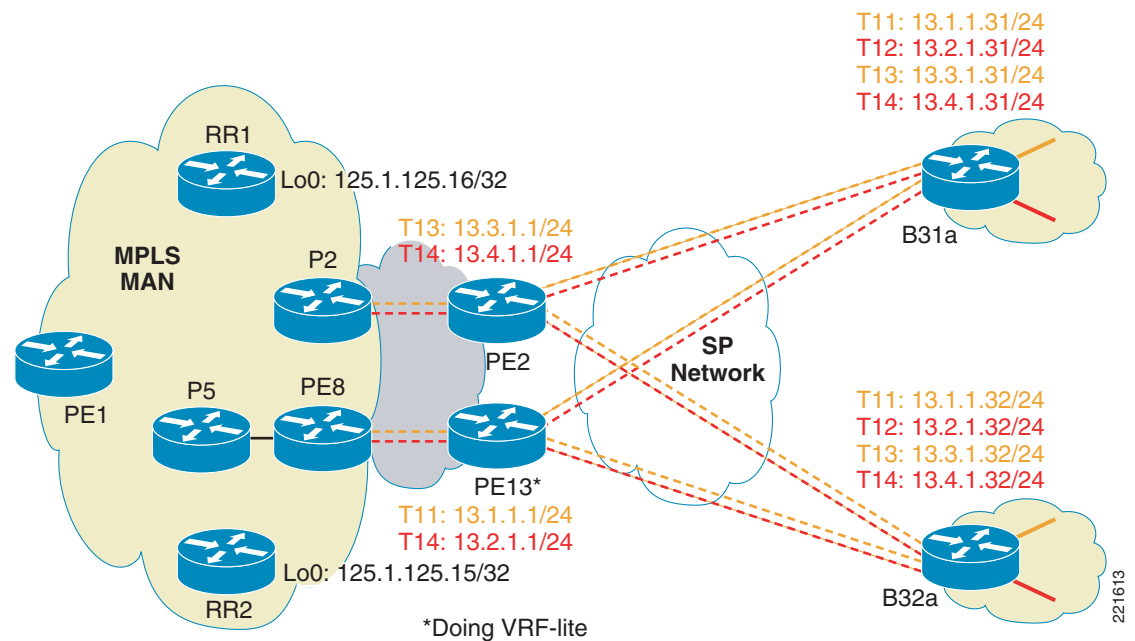 T11: 13.1.1.31/24
T12: 13.2.1.31/24
T13: 13.3.1.31/24
T14: 13.4.1.31/24
RR1
Lo0: 125.1.125.16/32
B31a
T13: 13.3.1.1/24
T14: 13.4.1.1/24
MPLS
MAN
P2
PE2
SP
Network
PE1
P5
PE8
PE13*
T11: 13.1.1.32/24
T12: 13.2.1.32/24
T13: 13.3.1.32/24
T14: 13.4.1.32/24
T11: 13.1.1.1/24
T14: 13.2.1.1/24
Lo0: 125.1.125.15/32
RR2
B32a
*Doing VRF-lite
221613